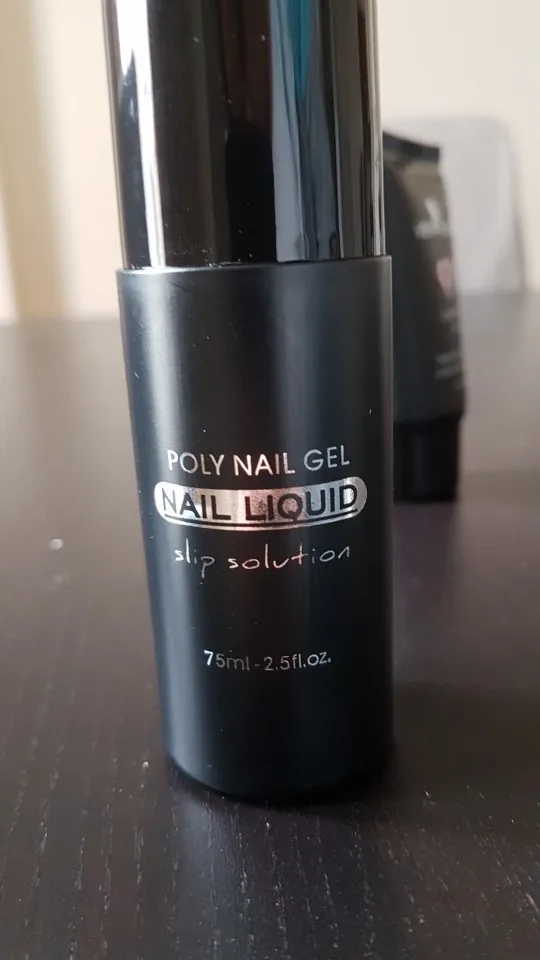 POLY NAIL GEL
NAIL LIQUID
slip solution
75ml-2.5fl.oz.